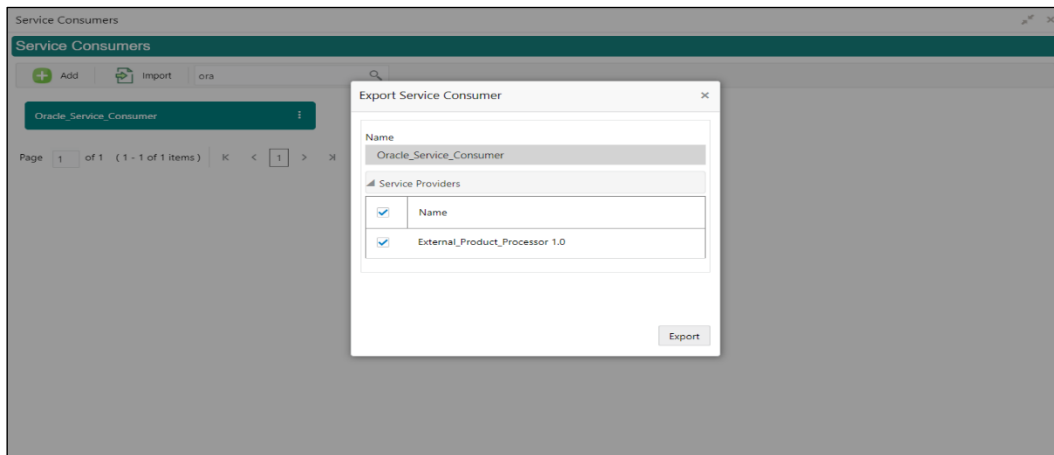 Service Consumers
Service Consumers
Add Import ora
Oracle_Service_Consumer
Page 1 of 1 (1 - 1 of 1 items) K < 1 > Ж
Export Service Consumer ×
Name
Oracle_Service_Consumer
Service Providers
Name
External_Product_Processor 1.0
Export